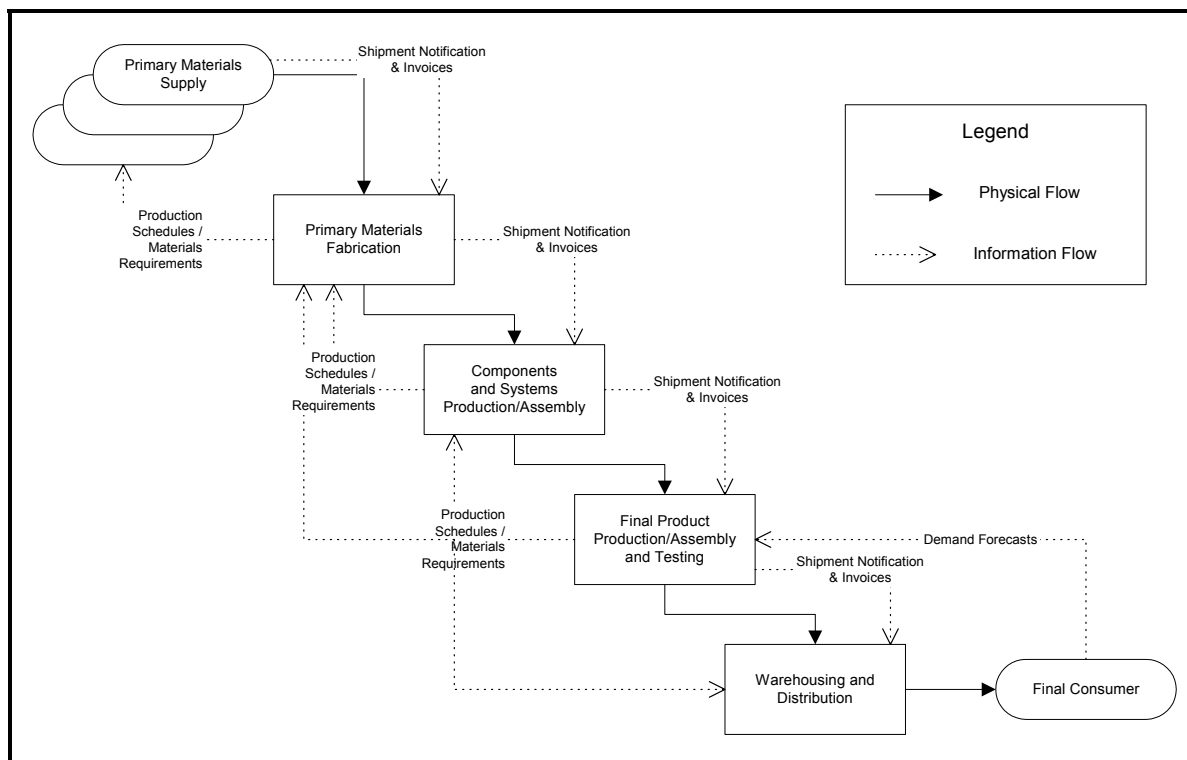 Shipment Notification
& Invoices
Primary Materials
Supply
Legend
Physical Flow
Information Flow
Production
Schedules /
Materials
Requirements
Primary Materials
Fabrication
Shipment Notification
& Invoices
Production
Schedules /
Materials
Requirements
Components
and Systems
Production/Assembly
Shipment Notification
& Invoices
Production
Schedules /
Materials
Requirements
Final Product
Production/Assembly
and Testing
Demand Forecasts
Shipment Notification
& Invoices
Warehousing and
Distribution
Final Consumer